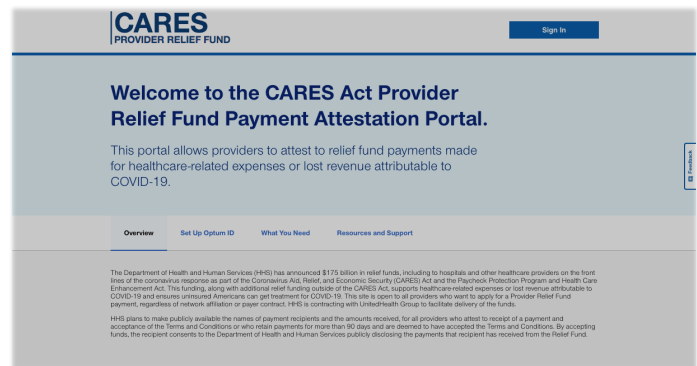 CARES
PROVIDER RELIEF FUND
Sign In
Welcome to the CARES Act Provider
Relief Fund Payment Attestation Portal.
This portal allows providers to attest to relief fund payments made
for healthcare-related expenses or lost revenue attributable to
COVID-19.
Feedback
Overview Set Up Optum ID What You Need Resources and Support
The Department of Health and Human Services (HHS) has announced $175 billion in relief funds, including to hospitals and other healthcare providers on the front
lines of the coronavirus response as part of the Coronavirus Aid, Relief, and Economic Security (CARES) Act and the Paycheck Protection Program and Health Care
Enhancement Act. This funding, along with additional relief funding outside of the CARES Act, supports healthcare-related expenses or lost revenue attributable to
COVID-19 and ensures uninsured Americans can get treatment for COVID-19. This site is open to all providers who want to apply for a Provider Relief Fund
payment, regardless of network affiliation or payer contract. HHS is contracting with UnitedHealth Group to facilitate delivery of the funds.
HHS plans to make publicly available the names of payment recipients and the amounts received, for all providers who attest to receipt of a payment and
acceptance of the Terms and Conditions or who retain payments for more than 90 days and are deemed to have accepted the Terms and Conditions. By accepting
funds, the recipient consents to the Department of Health and Human Services publicly disclosing the payments that recipient has received from the Relief Fund.